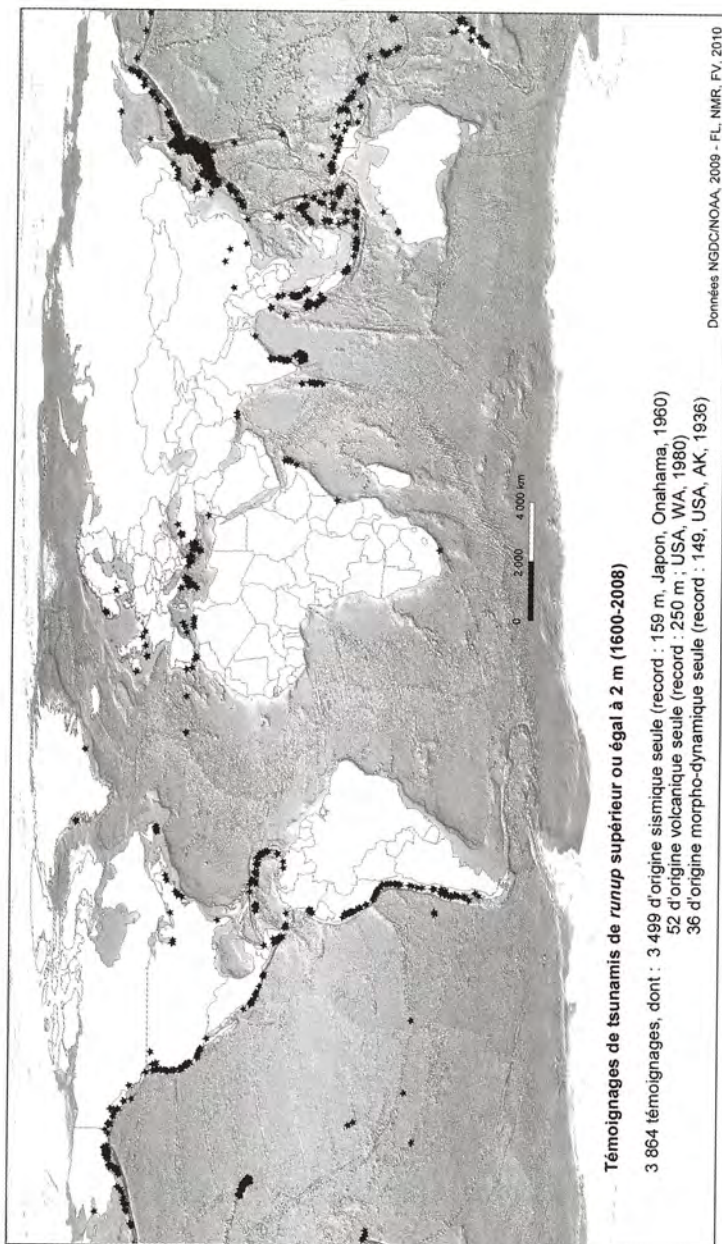 Témoignages de tsunamis de runup supérieur ou égal à 2 m (1600-2008)
3 864 témoignages, dont : 3 499 d'origine sismique seule (record : 159 m, Japon, Onahama, 1960)
52 d'origine volcanique seule (record : 250 m ; USA, WA, 1980)
36 d'origine morpho-dynamique seule (record : 149, USA, AK, 1936)
0 2 000 4 000 km
Données NGDC/NOAA, 2009 - FL, NMR, FV, 2010